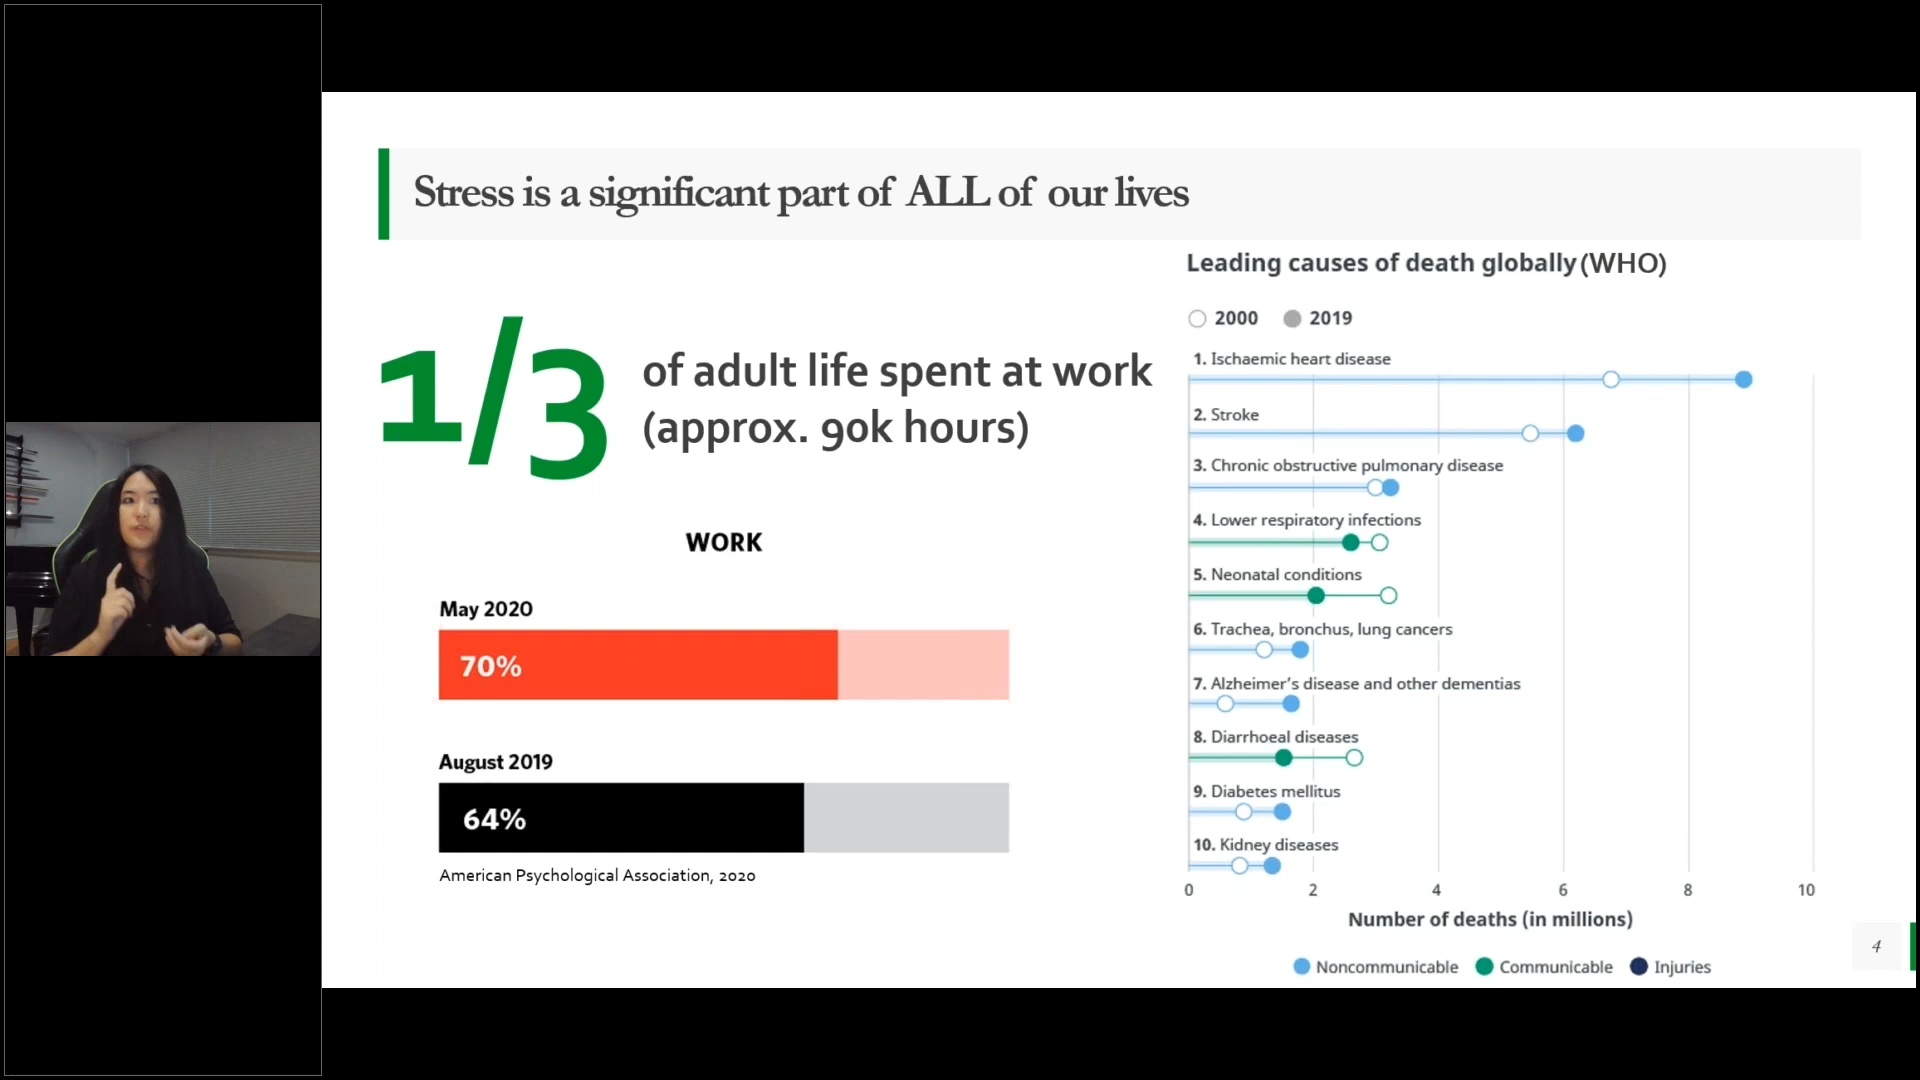 Stress is a significant part of ALL of our lives
1/3
of adult life spent at work
(approx. 90k hours)
WORK
May 2020
70%
August 2019
64%
American Psychological Association, 2020
Leading causes of death globally (WHO)
2000 2019
1. Ischaemic heart disease
2. Stroke
3. Chronic obstructive pulmonary disease
4. Lower respiratory infections
5. Neonatal conditions
6. Trachea, bronchus, lung cancers
7. Alzheimer's disease and other dementias
8. Diarrhoeal diseases
9. Diabetes mellitus
10. Kidney diseases
0 2 4 6 8 10
Number of deaths (in millions)
Noncommunicable Communicable Injuries
4